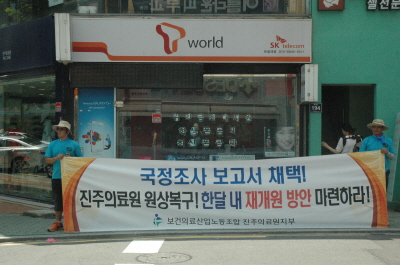 T world
SK telecom
104
국정조사 보고서 채택!
진주의료원 원상복구! 한달 내 재개원 방안 마련하라!
보건의료산업노동조합 진주의료원지부